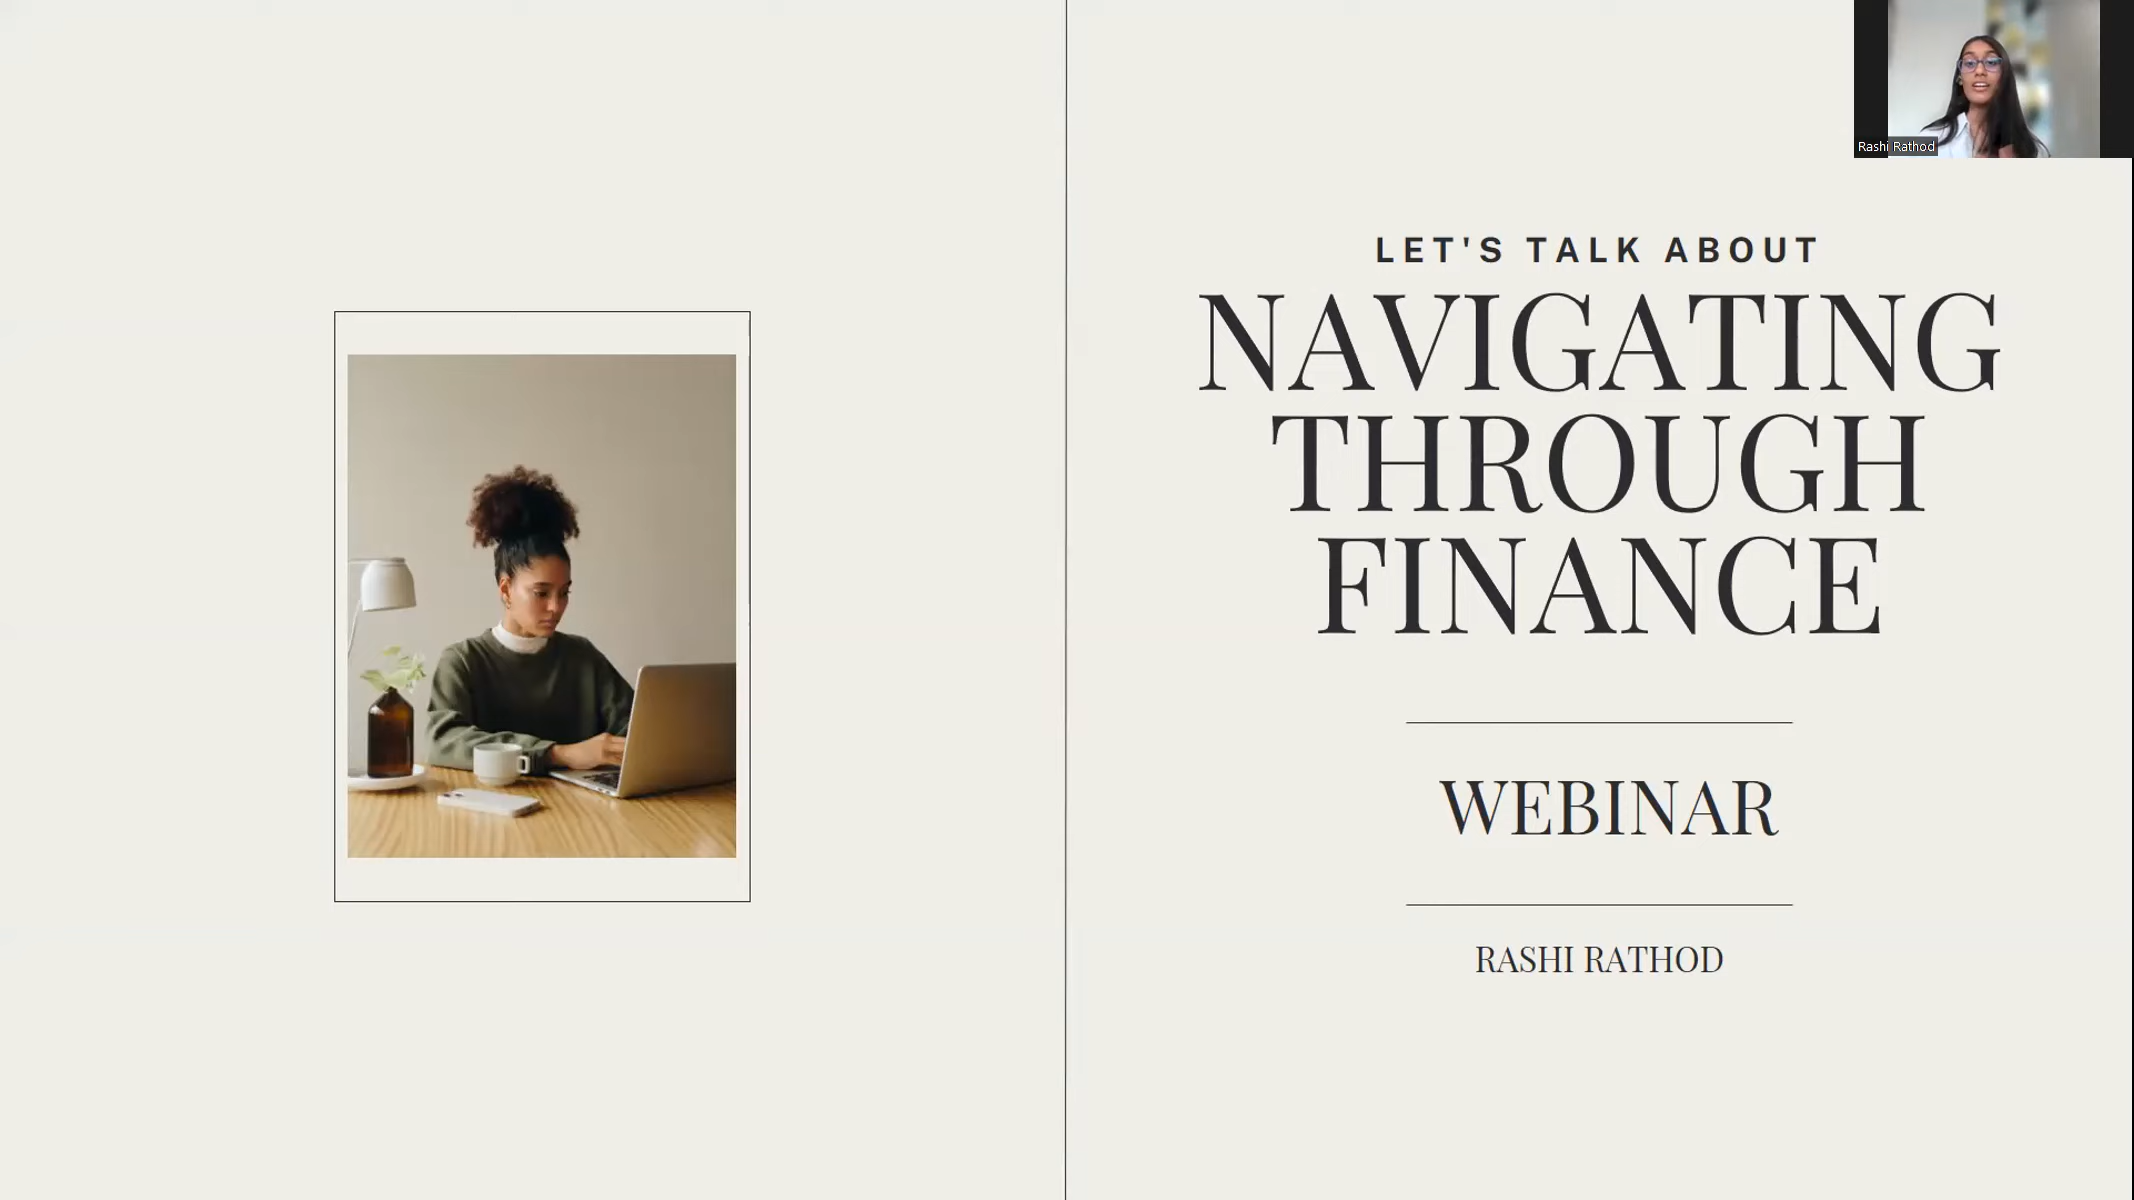 Rashi Rathod
LET'S TALK ABOUT
NAVIGATING
THROUGH
FINANCE
WEBINAR
RASHI RATHOD